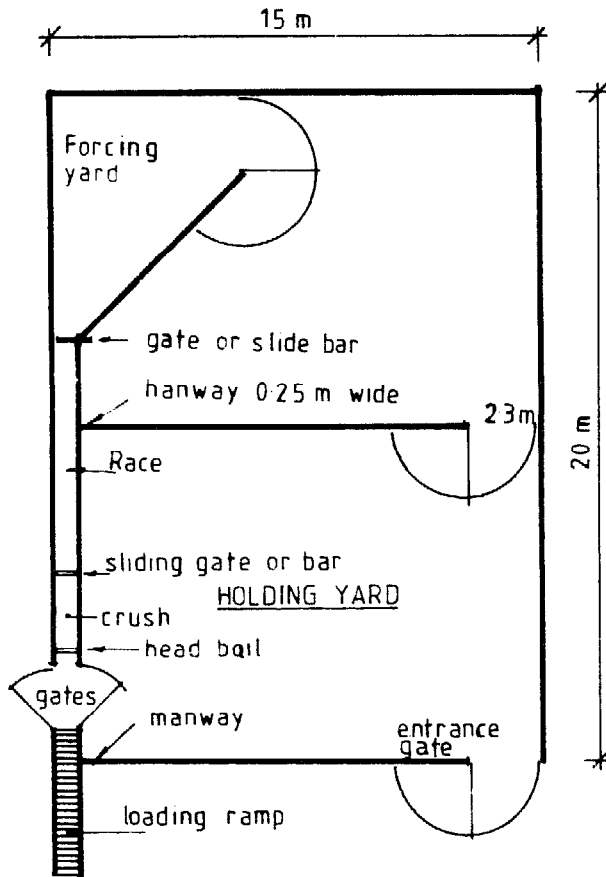 15 m
Forcing
yard
gate or slide bar
hanway 0·25 m wide
2·3m
20 m
Race
sliding gate or bar
HOLDING YARD
crush
head bail
gates
manway
entrance
gate
loading ramp